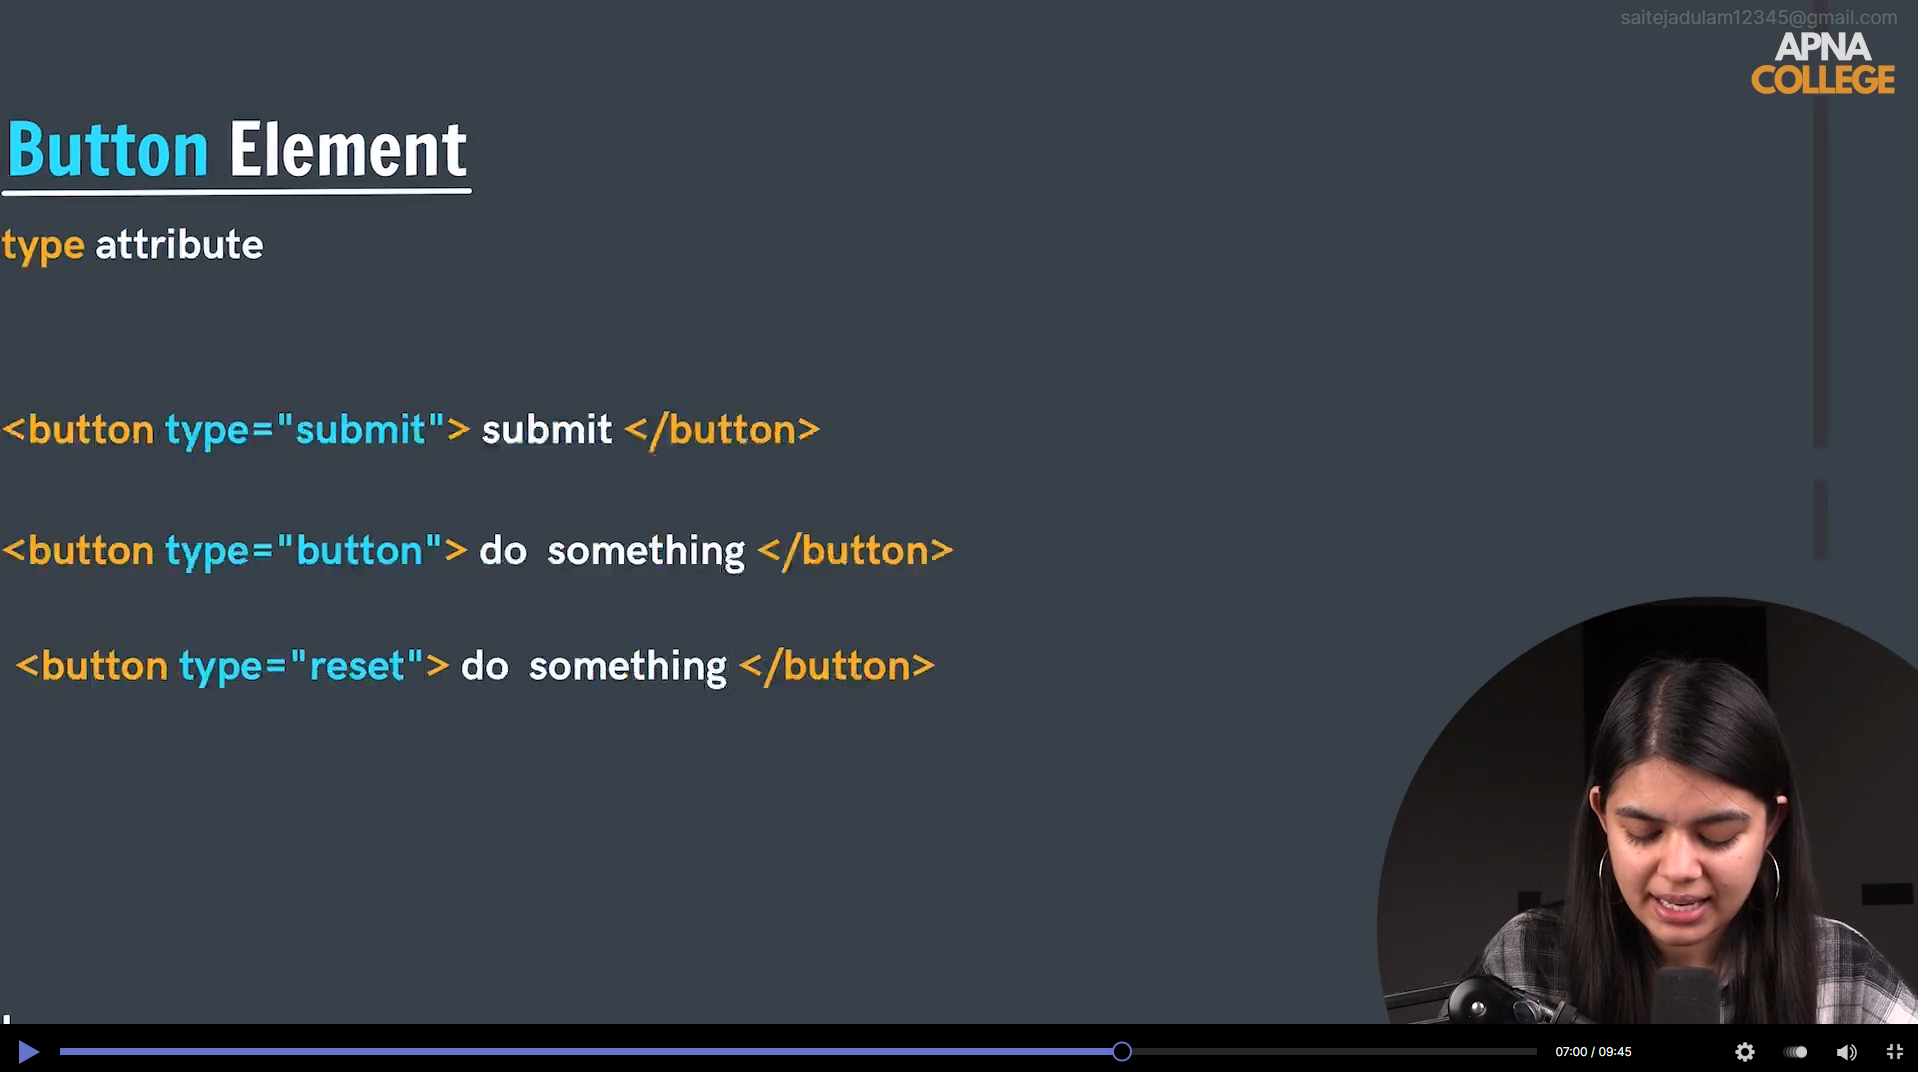 saitejadulam12345@gmail.com
APNA
COLLEGE
Button Element
type attribute
<button type="submit"> submit </button>
<button type="button"> do something </button>
<button type="reset"> do something </button>
07:00 / 09:45